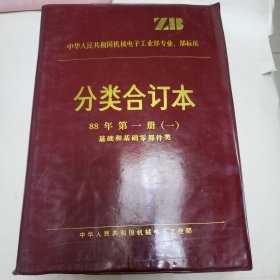 ZB
中华人民共和国机械电子工业部专业、部标准
分类合订本
88年第一册(一)
基础和基础零部件类
中华人民共和国机械电子工业部